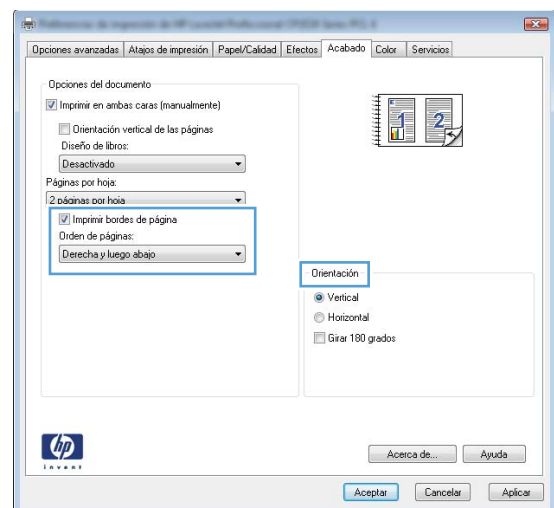 Opciones avanzadas Atajos de impresión Papel/Calidad Efectos Acabado Color Servicios
Opciones del documento
Imprimir en ambas caras (manualmente)
Orientación vertical de las páginas
Diseño de libros:
Desactivado
Páginas por hoja:
2 páginas por hoja
Imprimir bordes de página
Orden de páginas:
Derecha y luego abajo
1 2
Orientación
Vertical
Horizontal
Girar 180 grados
hp
invent
Acerca de... Ayuda
Aceptar Cancelar Aplicar